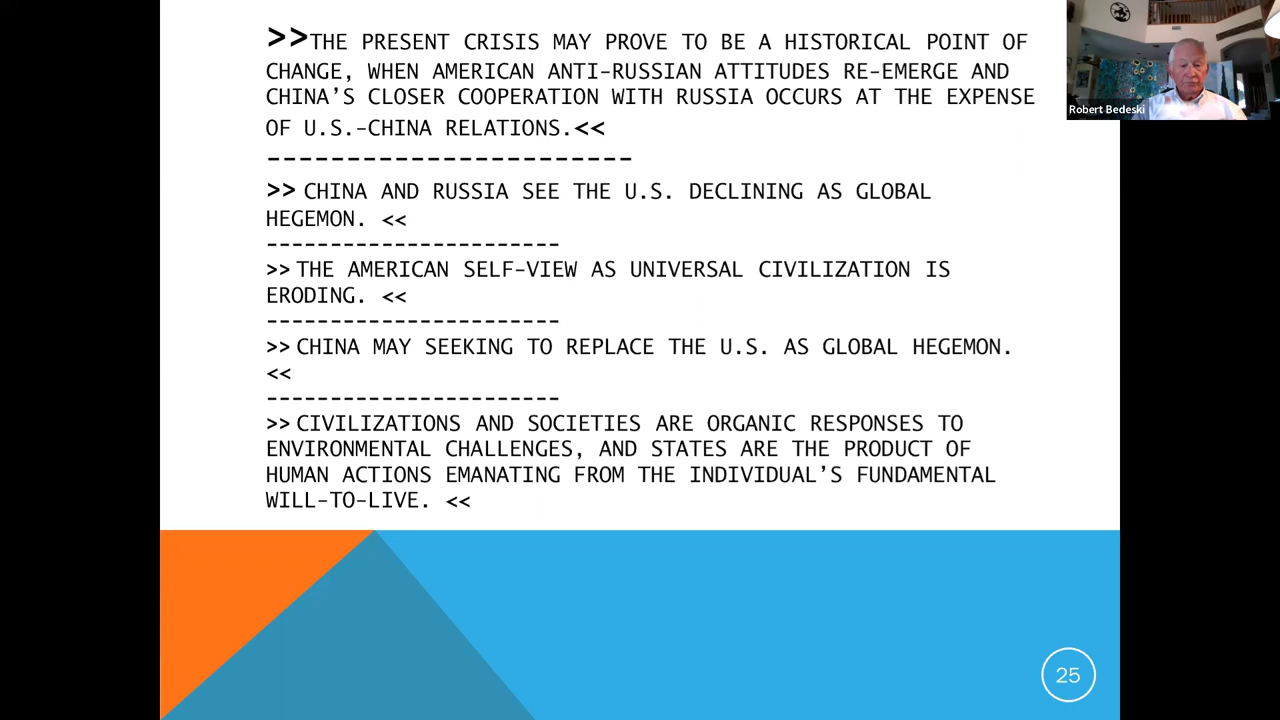 >>THE PRESENT CRISIS MAY PROVE TO BE A HISTORICAL POINT OF
CHANGE, WHEN AMERICAN ANTI-RUSSIAN ATTITUDES RE-EMERGE AND
CHINA'S CLOSER COOPERATION WITH RUSSIA OCCURS AT THE EXPENSE
OF U.S.-CHINA RELATIONS.<<
-----------------------
>> CHINA AND RUSSIA SEE THE U.S. DECLINING AS GLOBAL
HEGEMON. <<
-----------------------
>> THE AMERICAN SELF-VIEW AS UNIVERSAL CIVILIZATION IS
ERODING. <<
-----------------------
>> CHINA MAY SEEKING TO REPLACE THE U.S. AS GLOBAL HEGEMON.
<<
-----------------------
>> CIVILIZATIONS AND SOCIETIES ARE ORGANIC RESPONSES TO
ENVIRONMENTAL CHALLENGES, AND STATES ARE THE PRODUCT OF
HUMAN ACTIONS EMANATING FROM THE INDIVIDUAL'S FUNDAMENTAL
WILL-TO-LIVE. <<
25
Robert Bedeski